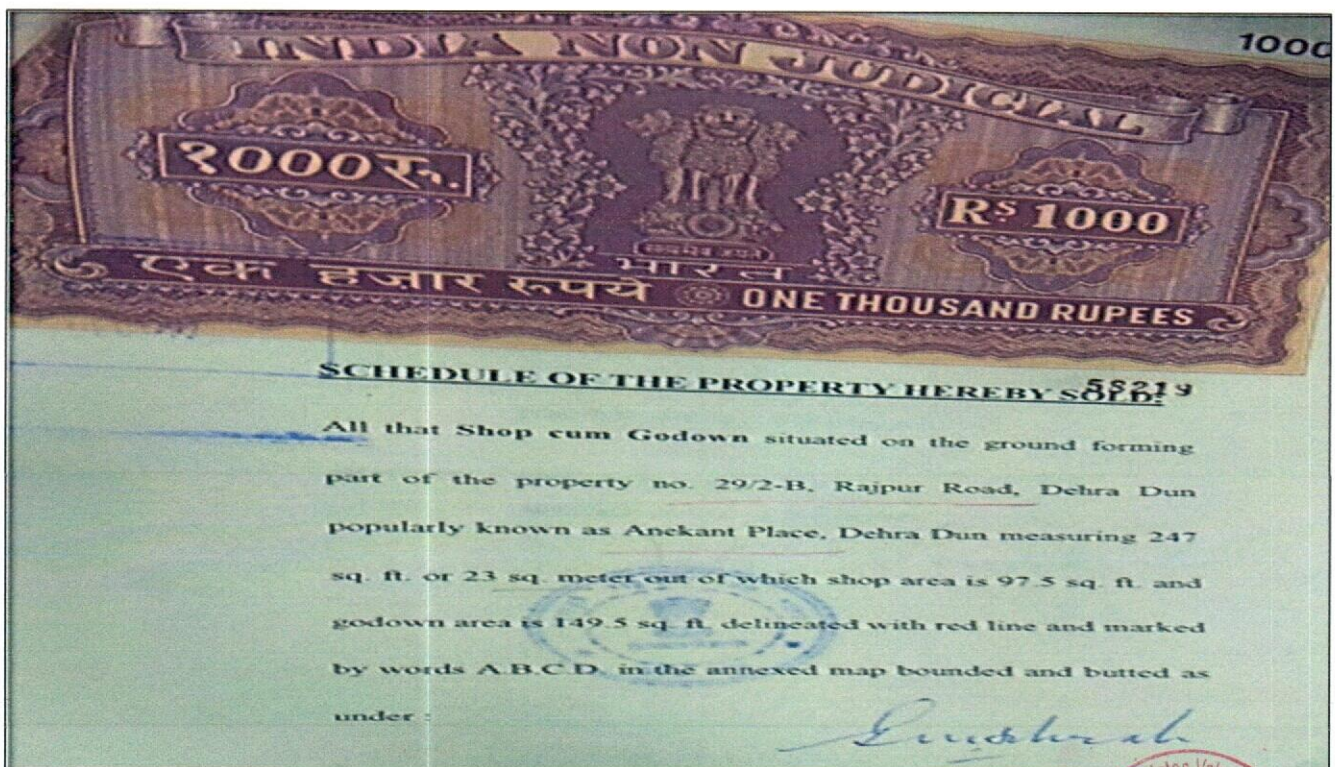 1000
INDIA NON JUDICIAL
१000रु.
Rs 1000
भारत
एक हजार रूपये ONE THOUSAND RUPEES
58219
SCHEDULE OF THE PROPERTY HEREBY SOLD:
All that Shop cum Godown situated on the ground forming
part of the property no. 29/2-B, Rajpur Road, Dehra Dun
popularly known as Anekant Place, Dehra Dun measuring 247
sq. ft. or 23 sq. meter out of which shop area is 97.5 sq. ft. and
godown area is 149.5 sq. ft. delineated with red line and marked
by words A.B.C.D. in the annexed map bounded and butted as
under :